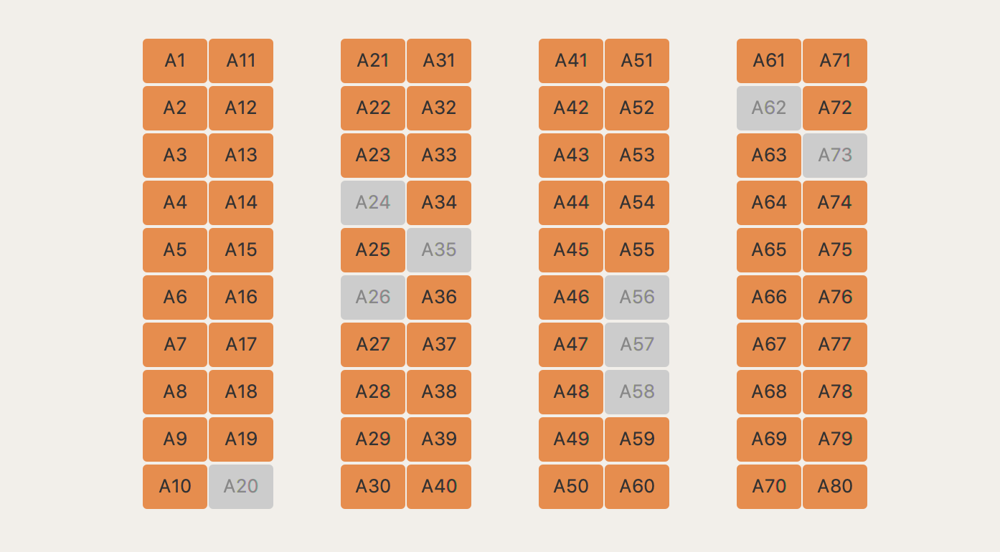 A1 A11 A21 A31 A41 A51 A61 A71
A2 A12 A22 A32 A42 A52 A62 A72
A3 A13 A23 A33 A43 A53 A63 A73
A4 A14 A24 A34 A44 A54 A64 A74
A5 A15 A25 A35 A45 A55 A65 A75
A6 A16 A26 A36 A46 A56 A66 A76
A7 A17 A27 A37 A47 A57 A67 A77
A8 A18 A28 A38 A48 A58 A68 A78
A9 A19 A29 A39 A49 A59 A69 A79
A10 A20 A30 A40 A50 A60 A70 A80